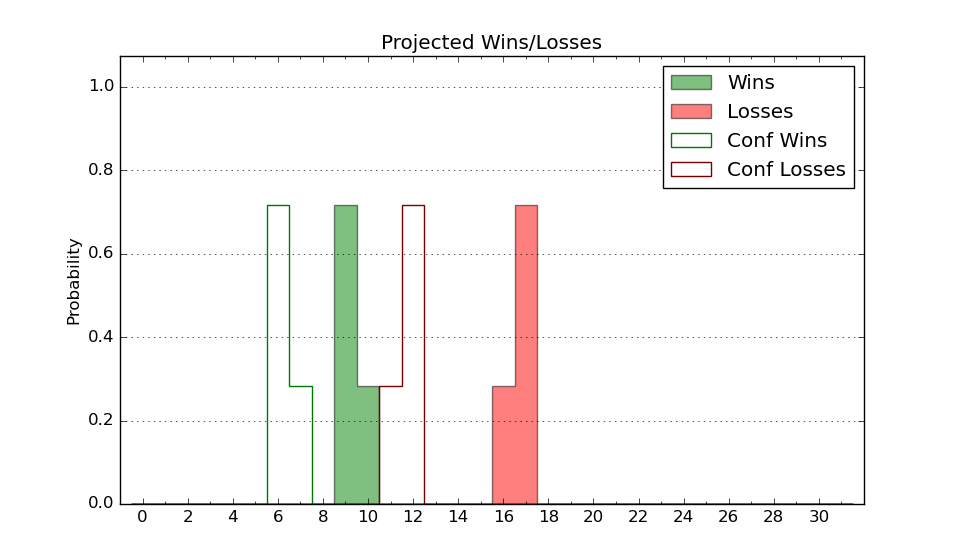 Projected Wins/Losses
Wins
Losses
Conf Wins
Conf Losses
Probability
1.0
0.8
0.6
0.4
0.2
0.0
0 2 4 6 8 10 12 14 16 18 20 22 24 26 28 30